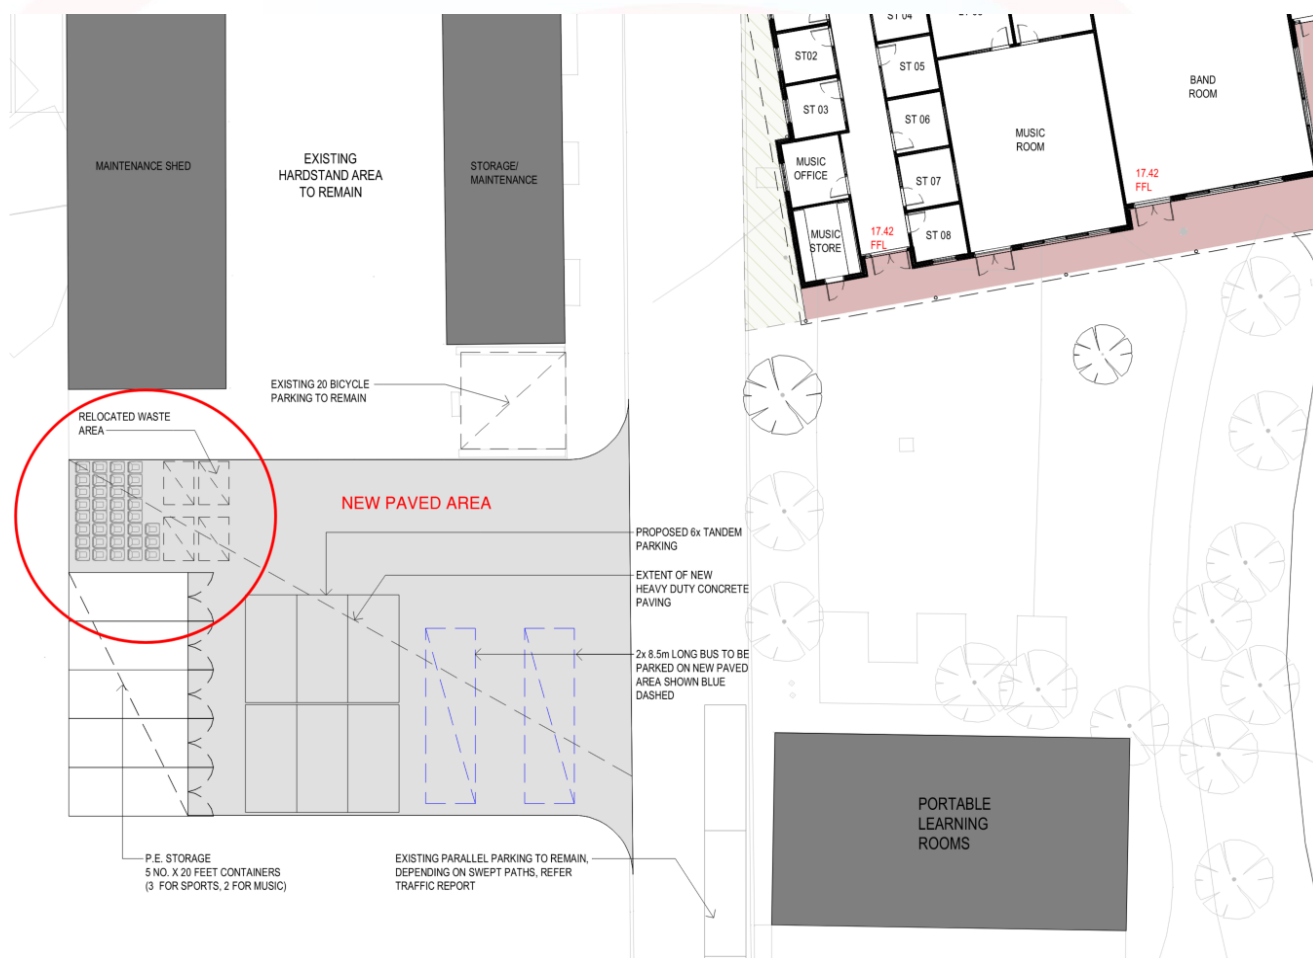 ST 04
ST02
ST 05
ST 03
ST 06
BAND
ROOM
MUSIC
ROOM
MAINTENANCE SHED
EXISTING
HARDSTAND AREA
TO REMAIN
STORAGE/
MAINTENANCE
MUSIC
OFFICE
ST 07
17.42
FFL
MUSIC
STORE
17.42
FFL
ST 08
EXISTING 20 BICYCLE
PARKING TO REMAIN
RELOCATED WASTE
AREA
NEW PAVED AREA
PROPOSED 6x TANDEM
PARKING
EXTENT OF NEW
HEAVY DUTY CONCRETE
PAVING
2x 8.5m LONG BUS TO BE
PARKED ON NEW PAVED
AREA SHOWN BLUE
DASHED
PORTABLE
LEARNING
ROOMS
P.E. STORAGE
5 NO. X 20 FEET CONTAINERS
(3 FOR SPORTS, 2 FOR MUSIC)
EXISTING PARALLEL PARKING TO REMAIN,
DEPENDING ON SWEPT PATHS, REFER
TRAFFIC REPORT